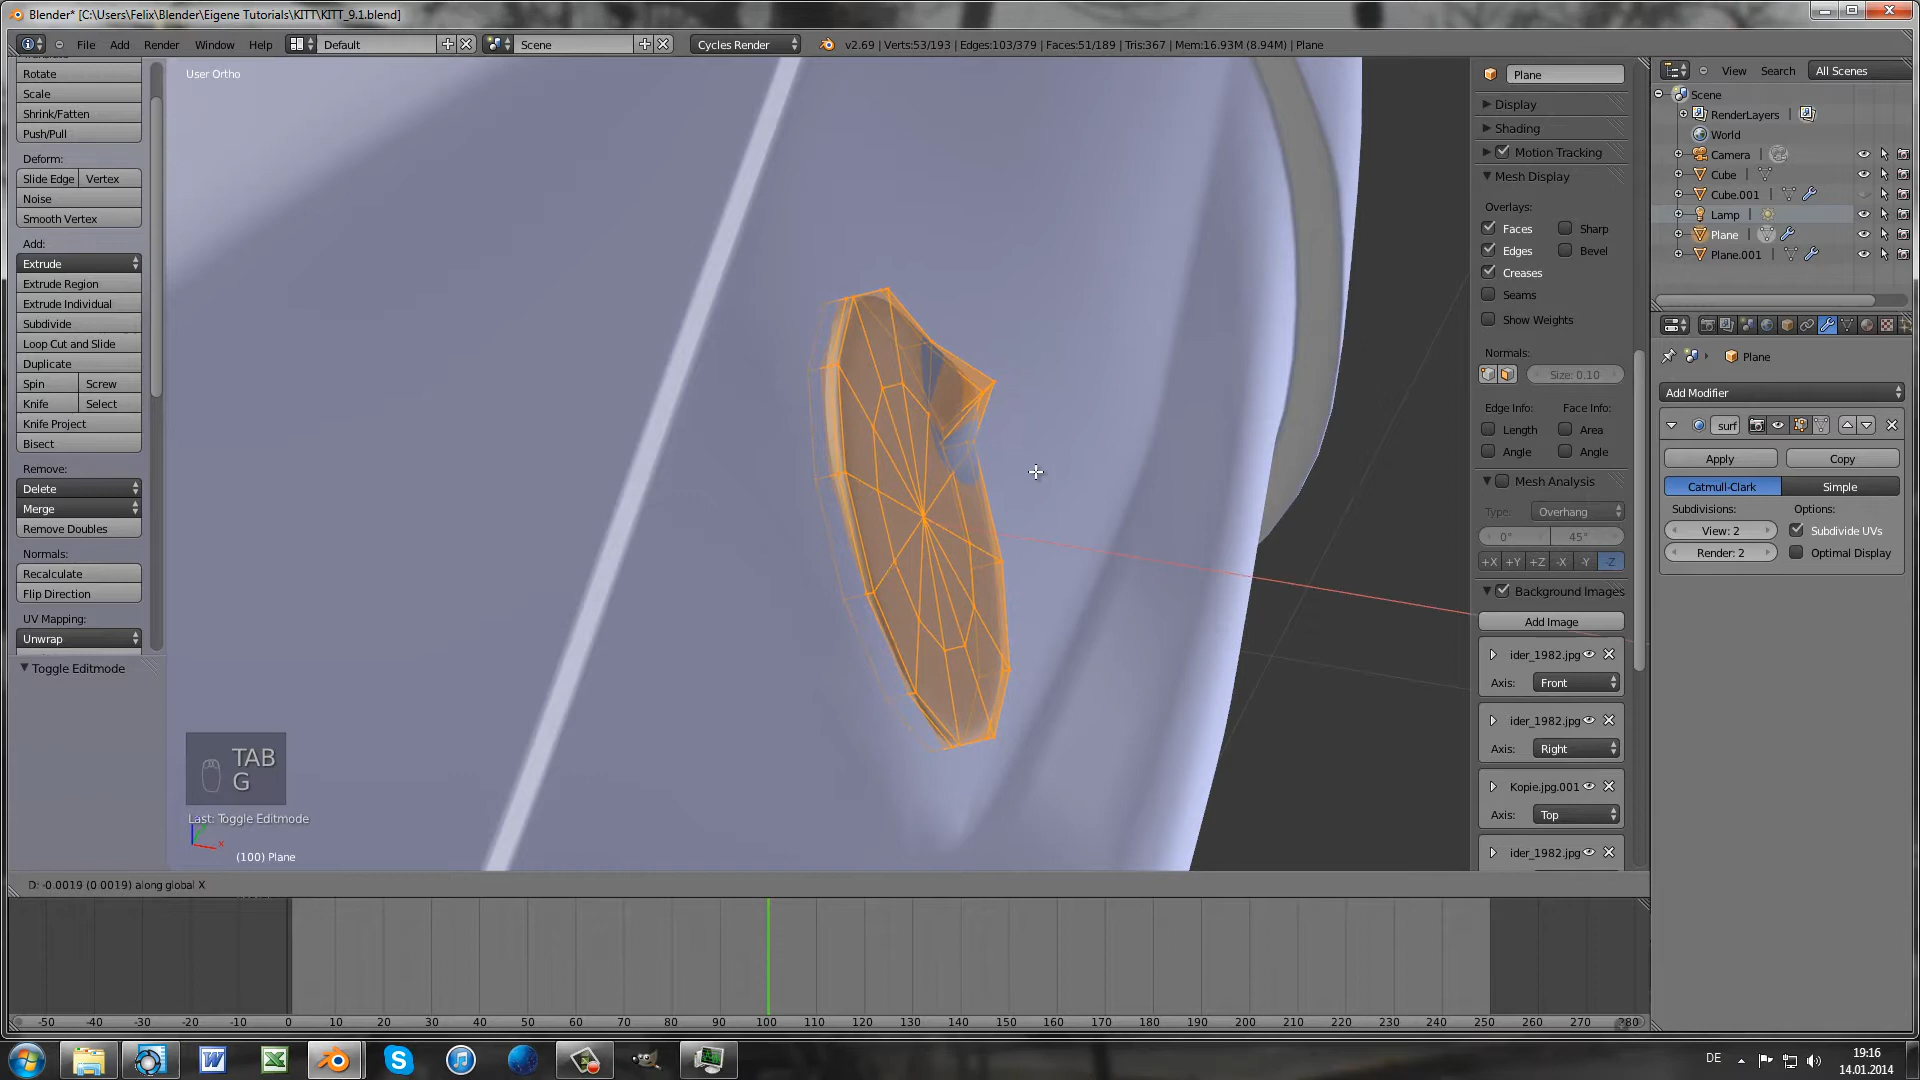 Blender* [C:\Users\Felix\Blender\Eigene Tutorials\KITT\KITT_9.1.blend]
File Add Render Window Help Default Scene Cycles Render v2.69 | Verts:53/193 | Edges:103/379 | Faces:51/189 | Tris:367 | Mem:16.93M (8.94M) | Plane
Rotate
Scale
Shrink/Fatten
Push/Pull
Deform:
Slide Edge Vertex
Noise
Smooth Vertex
Add:
Extrude
Extrude Region
Extrude Individual
Subdivide
Loop Cut and Slide
Duplicate
Spin Screw
Knife Select
Knife Project
Bisect
Remove:
Delete
Merge
Remove Doubles
Normals:
Recalculate
Flip Direction
UV Mapping:
Unwrap
Toggle Editmode
User Ortho
TAB
G
Last: Toggle Editmode
(100) Plane
D: -0.0019 (0.0019) along global X
Plane
Display
Shading
Motion Tracking
Mesh Display
Overlays:
Faces Sharp
Edges Bevel
Creases
Seams
Show Weights
Normals:
Size: 0.10
Edge Info: Face Info:
Length Area
Angle Angle
Mesh Analysis
Type: Overhang
0° 45°
+X +Y +Z -X -Y -Z
Background Images
Add Image
ider_1982.jpg
Axis: Front
ider_1982.jpg
Axis: Right
Kopie.jpg.001
Axis: Top
ider_1982.jpg
View Search All Scenes
Scene
RenderLayers
World
Camera
Cube
Cube.001
Lamp
Plane
Plane.001
Plane
Add Modifier
surf
Apply Copy
Catmull-Clark Simple
Subdivisions: Options:
View: 2 Subdivide UVs
Render: 2 Optimal Display
-50 -40 -30 -20 -10 0 10 20 30 40 50 60 70 80 90 100 110 120 130 140 150 160 170 180 190 200 210 220 230 240 250 260 270 280
DE 19:16
14.01.2014